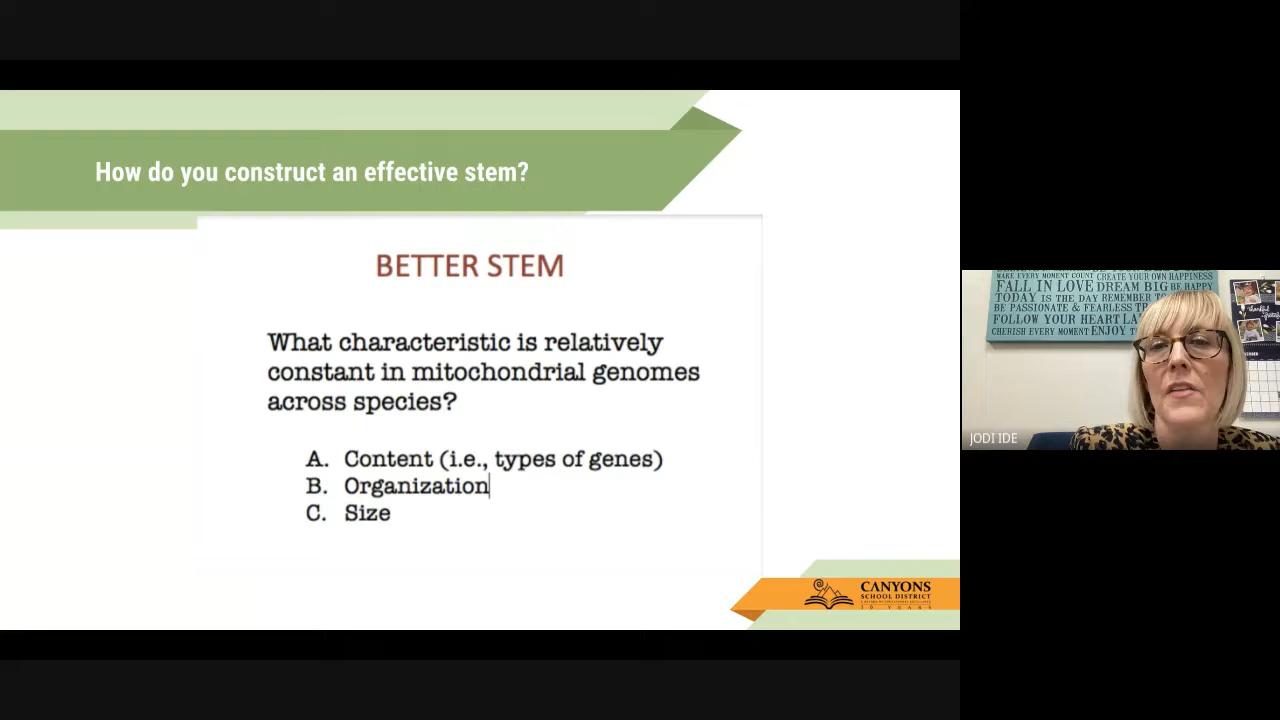 How do you construct an effective stem?
BETTER STEM
What characteristic is relatively
constant in mitochondrial genomes
across species?
A. Content (i.e., types of genes)
B. Organization
C. Size
CANYONS
SCHOOL DISTRICT
10 YEARS
MAKE EVERY MOMENT COUNT CREATE YOUR OWN HAPPINESS
FALL IN LOVE DREAM BIG BE HAPPY
TODAY IS THE DAY REMEMBER
BE PASSIONATE & FEARLESS
FOLLOW YOUR HEART
CHERISH EVERY MOMENT ENJOY
thankful
JODI IDE